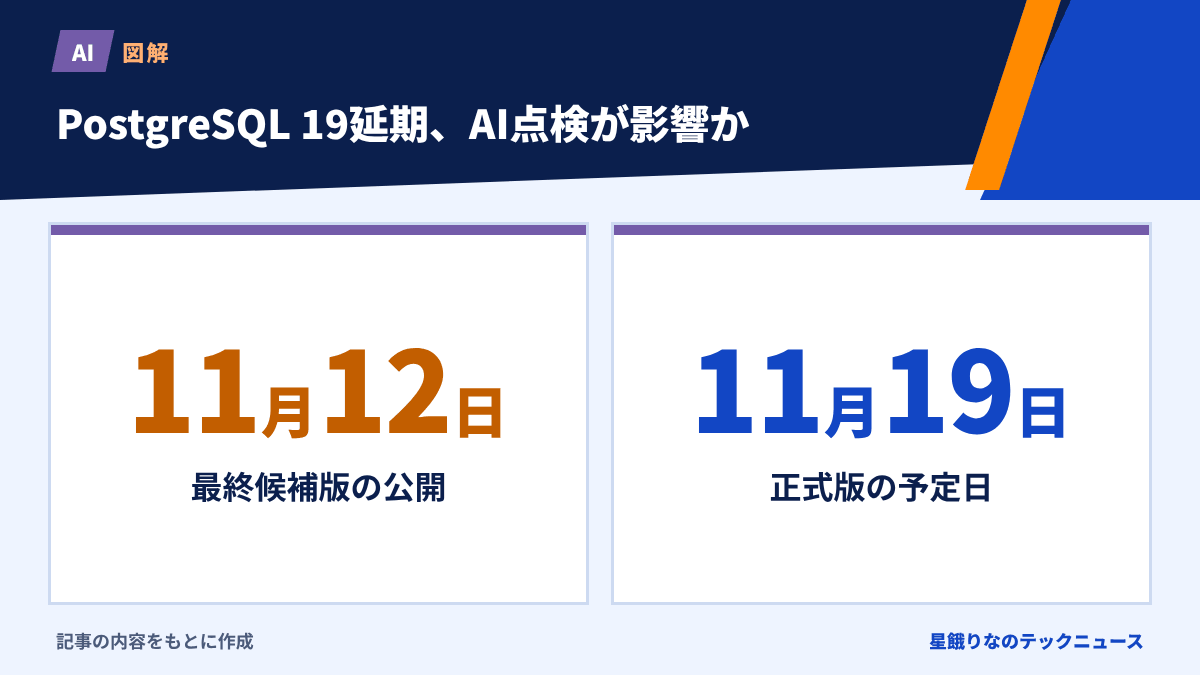 AI 図解
PostgreSQL 19延期、AI点検が影響か
11月12日
最終候補版の公開
11月19日
正式版の予定日
記事の内容をもとに作成
星餓りなのテックニュース